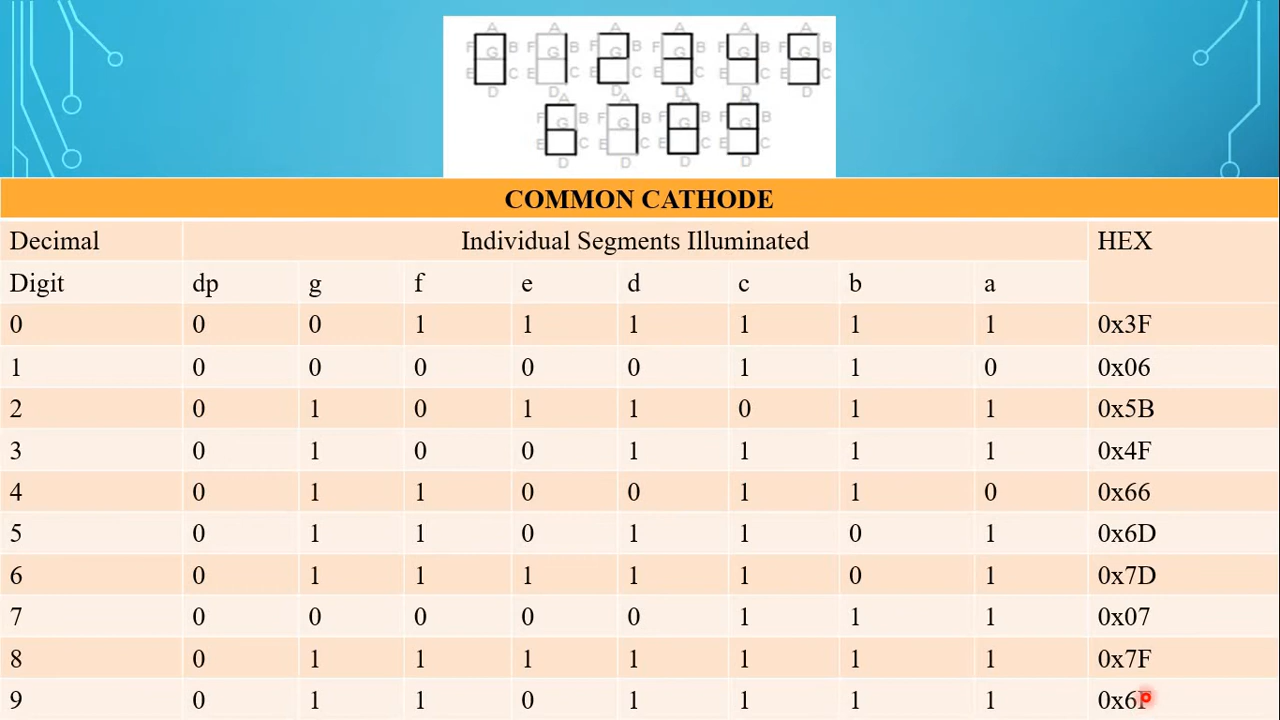 A A A A A A
F G B F G B F G B F G B F G B F G B
E C E C E C E C E C E C
D D D D D D
A A A A
F G B F G B F G B F G B
E C E C E C E C
D D D D
COMMON CATHODE
Decimal Individual Segments Illuminated HEX
Digit dp g f e d c b a
0 0 0 1 1 1 1 1 1 0x3F
1 0 0 0 0 0 1 1 0 0x06
2 0 1 0 1 1 0 1 1 0x5B
3 0 1 0 0 1 1 1 1 0x4F
4 0 1 1 0 0 1 1 0 0x66
5 0 1 1 0 1 1 0 1 0x6D
6 0 1 1 1 1 1 0 1 0x7D
7 0 0 0 0 0 1 1 1 0x07
8 0 1 1 1 1 1 1 1 0x7F
9 0 1 1 0 1 1 1 1 0x6F